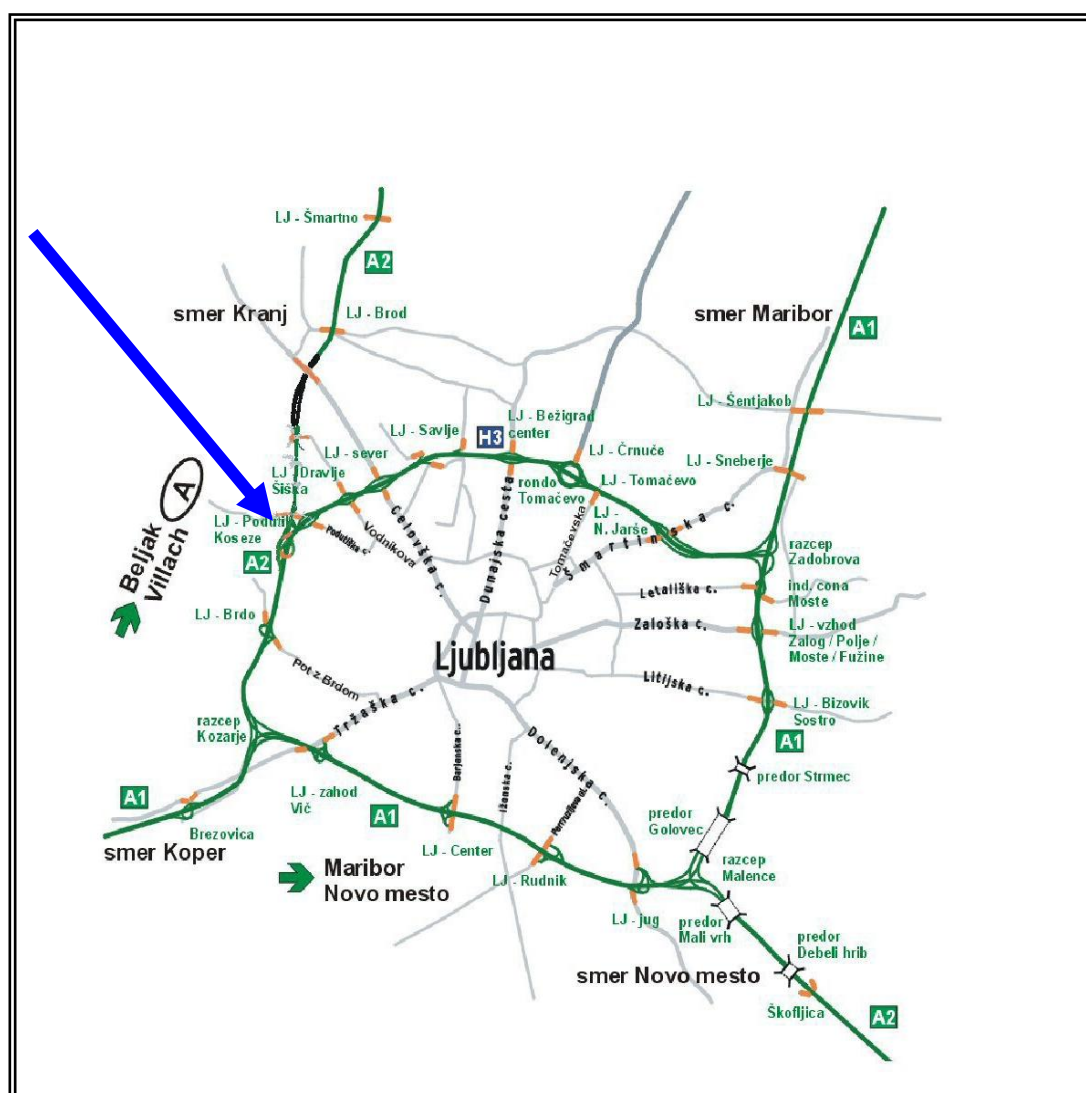 LJ - Šmartno
A2
smer Kranj
LJ - Brod
smer Maribor
A1
LJ - Šentjakob
LJ - Savlje
H3
LJ - Bežigrad
center
LJ - sever
LJ - Črnuče
LJ - Sneberje
LJ - Dravlje
Šiška
rondo
Tomačevo
LJ - Tomačevo
A
Beljak
Villach
LJ - Podutik
Koseze
Podutiška c.
Vodnikova
Celovška c.
Dunajska cesta
Tomačevska
LJ -
N. Jarše
Šmartinska c.
razcep
Zadobrova
A2
Letališka c.
ind. cona
Moste
LJ - Brdo
Zaloška c.
LJ - vzhod
Zalog / Polje /
Moste / Fužine
Ljubljana
Pot z Brdom
Litijska c.
LJ - Bizovik
Sostro
razcep
Kozarje
Tržaška c.
Dolenjska c.
Barjanska c.
Ižanska c.
A1
predor Strmec
A1
LJ - zahod
Vič
A1
predor
Golovec
Brezovica
smer Koper
LJ - Center
Maribor
Novo mesto
LJ - Rudnik
razcep
Malence
LJ - jug
predor
Mali vrh
predor
Debeli hrib
smer Novo mesto
Škofljica
A2